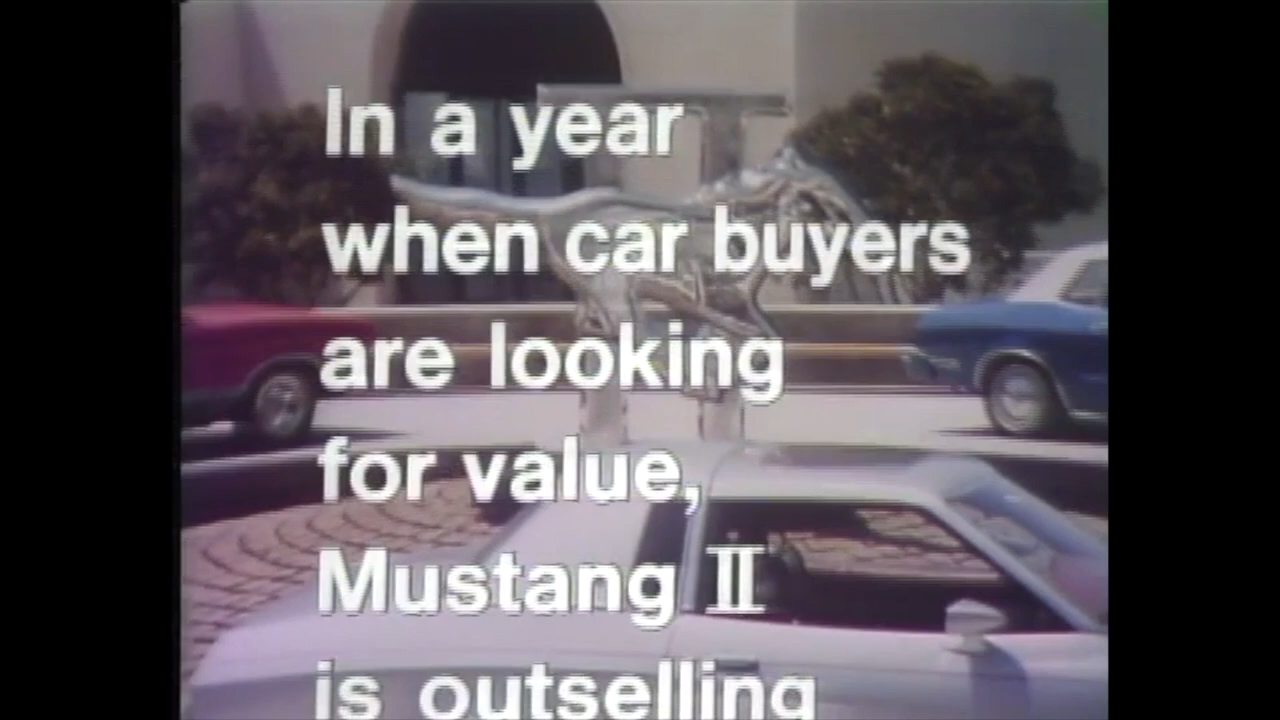 In a year
when car buyers
are looking
for value,
Mustang II
is outselling